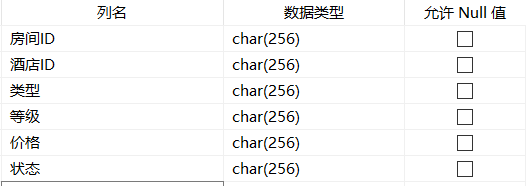 列名 数据类型 允许 Null 值
房间ID char(256)
酒店ID char(256)
类型 char(256)
等级 char(256)
价格 char(256)
状态 char(256)